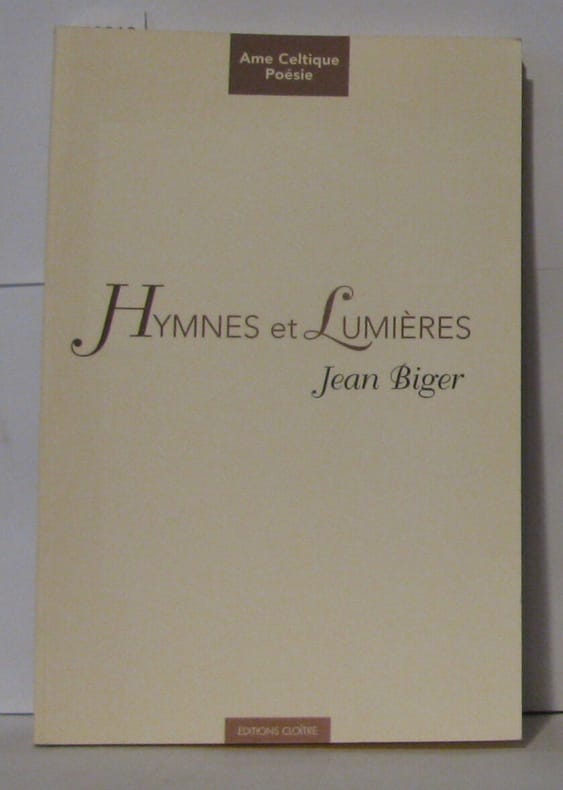 Ame Celtique
Poésie
HYMNES et LUMIÈRES
Jean Biger
EDITIONS CLOÎTRE